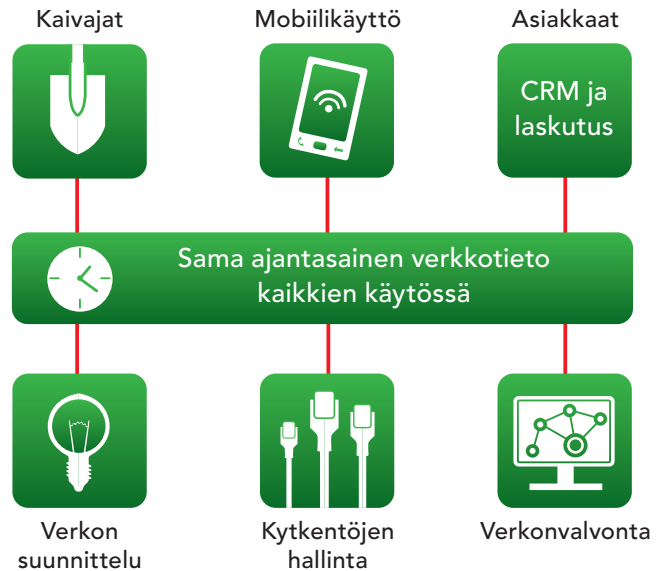 Kaivajat
Mobiilikäyttö
Asiakkaat
CRM ja
laskutus
Sama ajantasainen verkkotieto
kaikkien käytössä
Verkon
suunnittelu
Kytkentöjen
hallinta
Verkonvalvonta